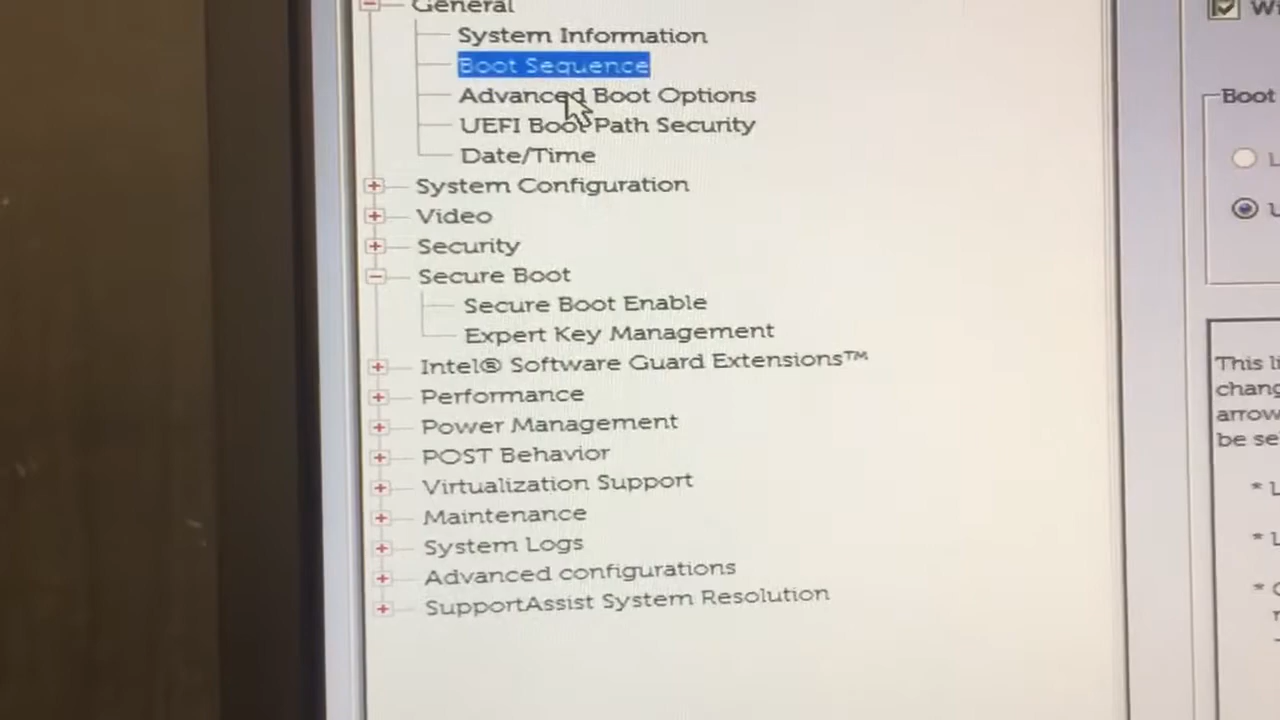 General
System Information
Boot Sequence
Advanced Boot Options
UEFI Boot Path Security
Date/Time
System Configuration
Video
Security
Secure Boot
Secure Boot Enable
Expert Key Management
Intel® Software Guard Extensions™
Performance
Power Management
POST Behavior
Virtualization Support
Maintenance
System Logs
Advanced configurations
SupportAssist System Resolution
Boot
This
be